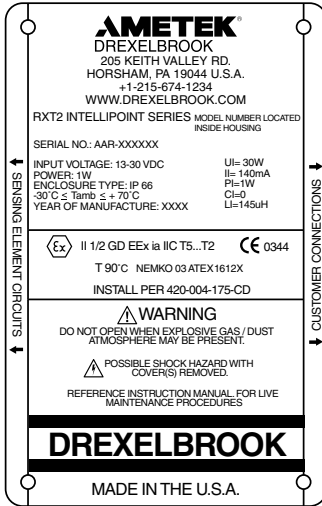 AMETEK®
DREXELBROOK
205 KEITH VALLEY RD.
HORSHAM, PA 19044 U.S.A.
+1-215-674-1234
WWW.DREXELBROOK.COM
RXT2 INTELLIPOINT SERIES MODEL NUMBER LOCATED
INSIDE HOUSING
SERIAL NO.: AAR-XXXXXX
INPUT VOLTAGE: 13-30 VDC
POWER: 1W
ENCLOSURE TYPE: IP 66
-30°C ≤ Tamb ≤ + 70°C
YEAR OF MANUFACTURE: XXXX
UI= 30W
II= 140mA
PI=1W
CI=0
LI=145uH
SENSING ELEMENT CIRCUITS
CUSTOMER CONNECTIONS
Ex II 1/2 GD EEx ia IIC T5...T2 CE 0344
T 90°C NEMKO 03 ATEX1612X
INSTALL PER 420-004-175-CD
WARNING
DO NOT OPEN WHEN EXPLOSIVE GAS / DUST
ATMOSPHERE MAY BE PRESENT.
POSSIBLE SHOCK HAZARD WITH
COVER(S) REMOVED.
REFERENCE INSTRUCTION MANUAL. FOR LIVE
MAINTENANCE PROCEDURES
DREXELBROOK
MADE IN THE U.S.A.